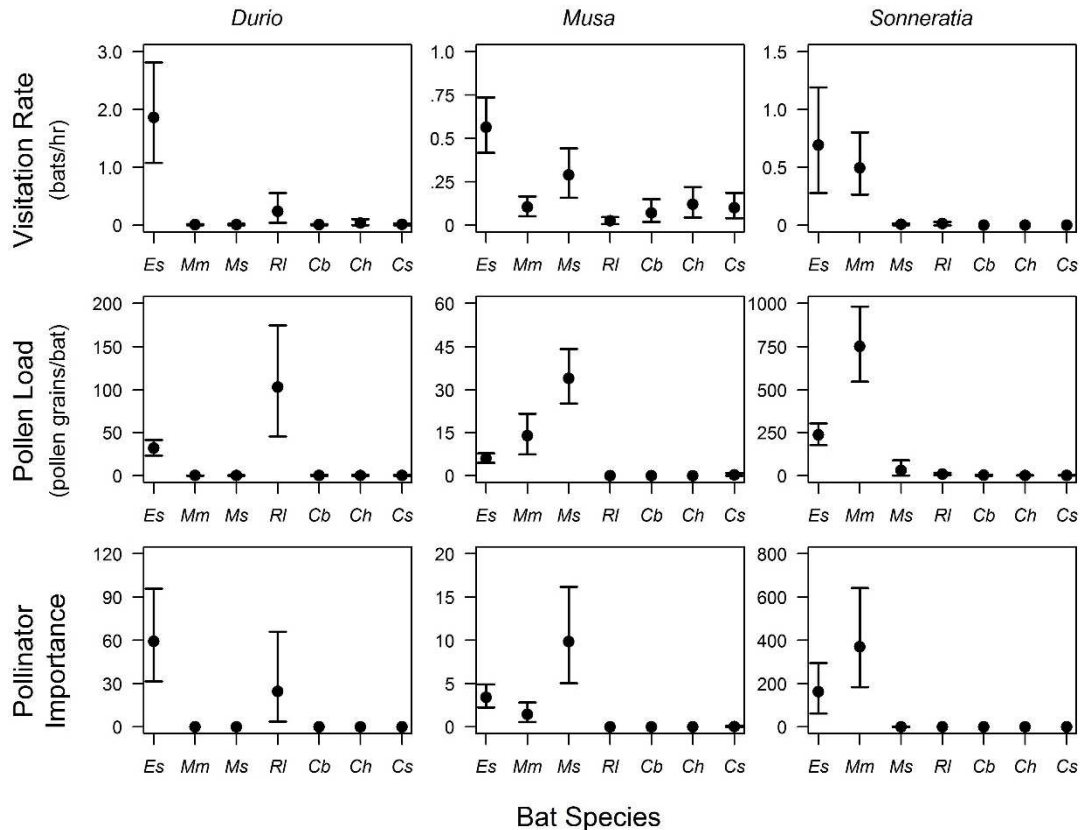 Durio Musa Sonneratia
Visitation Rate
(bats/hr)
3.0
2.0
1.0
0
1.0
.75
0.5
.25
0
1.5
1.0
0.5
0
Es Mm Ms Rl Cb Ch Cs
Es Mm Ms Rl Cb Ch Cs
Es Mm Ms Rl Cb Ch Cs
Pollen Load
(pollen grains/bat)
200
150
100
50
0
60
45
30
15
0
1000
750
500
250
0
Es Mm Ms Rl Cb Ch Cs
Es Mm Ms Rl Cb Ch Cs
Es Mm Ms Rl Cb Ch Cs
Pollinator
Importance
120
90
60
30
0
20
15
10
5
0
800
600
400
200
0
Es Mm Ms Rl Cb Ch Cs
Es Mm Ms Rl Cb Ch Cs
Es Mm Ms Rl Cb Ch Cs
Bat Species